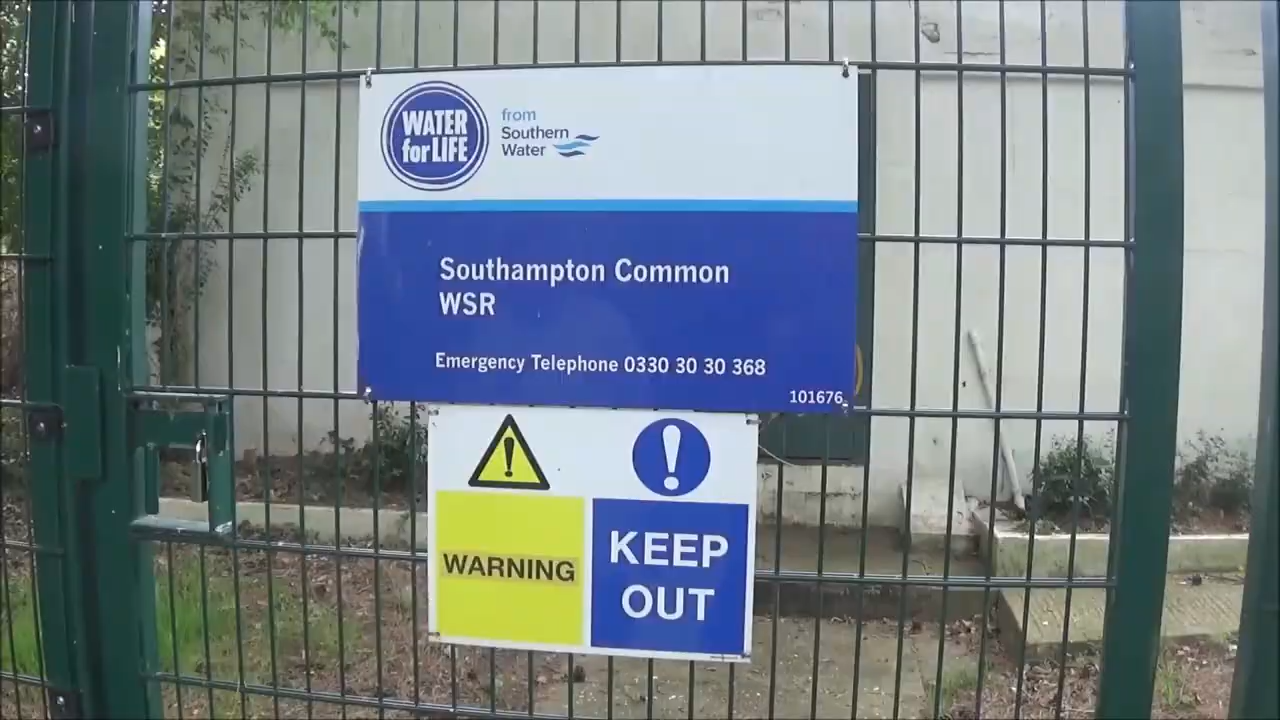 WATER
for LIFE
from
Southern
Water
Southampton Common
WSR
Emergency Telephone 0330 30 30 368
101676
WARNING
KEEP
OUT